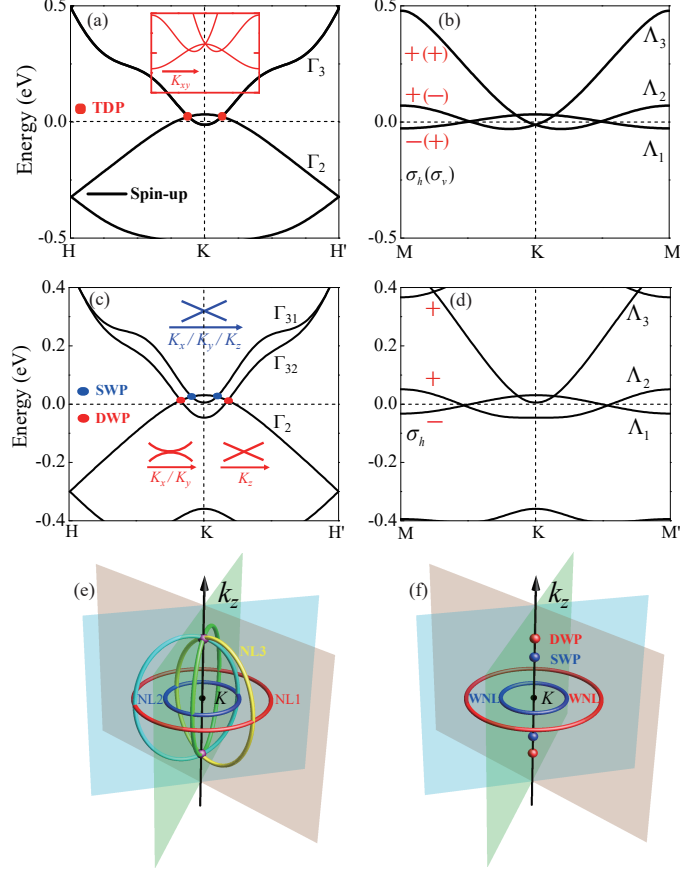 (a)
0.5
0.0
-0.5
Energy (eV)
K_xy
TDP
Γ_3
Γ_2
Spin-up
H
K
H'
(b)
0.5
0.0
-0.5
+(+)
+(−)
−(+)
σ_h(σ_v)
Λ_3
Λ_2
Λ_1
M
K
M
(c)
0.4
0.2
0.0
-0.2
-0.4
Energy (eV)
K_x / K_y / K_z
Γ_31
Γ_32
SWP
DWP
Γ_2
K_x / K_y
K_z
H
K
H'
(d)
0.4
0.2
0.0
-0.2
-0.4
+
+
−
σ_h
Λ_3
Λ_2
Λ_1
M
K
M'
(e)
k_z
NL3
NL2
K
NL1
(f)
k_z
DWP
SWP
WNL
K
WNL